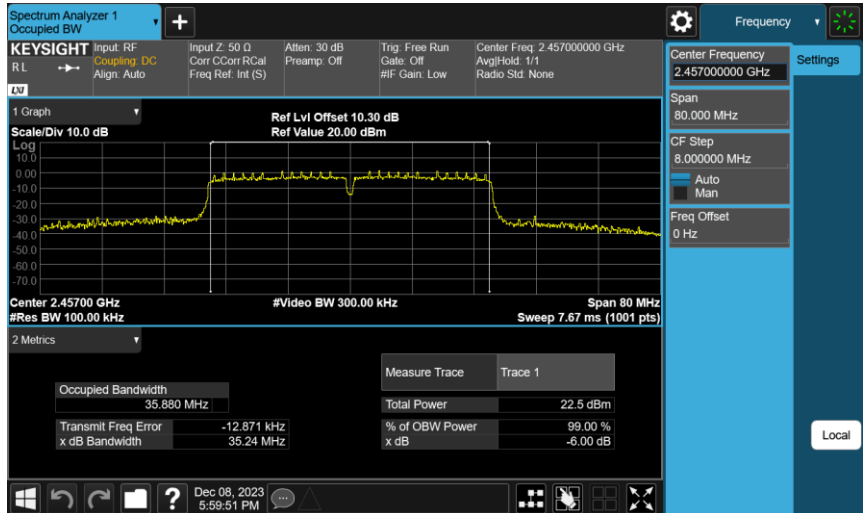 Spectrum Analyzer 1
Occupied BW
+
Frequency
KEYSIGHT
R L
LXI
Input: RF
Coupling: DC
Align: Auto
Input Z: 50 Ω
Corr CCorr RCal
Freq Ref: Int (S)
Atten: 30 dB
Preamp: Off
Trig: Free Run
Gate: Off
#IF Gain: Low
Center Freq: 2.457000000 GHz
Avg|Hold: 1/1
Radio Std: None
Center Frequency
2.457000000 GHz
Settings
Span
80.000 MHz
CF Step
8.000000 MHz
Auto
Man
Freq Offset
0 Hz
Local
1 Graph
Scale/Div 10.0 dB
Ref Lvl Offset 10.30 dB
Ref Value 20.00 dBm
Log
10.0
0.00
-10.0
-20.0
-30.0
-40.0
-50.0
-60.0
-70.0
Center 2.45700 GHz
#Video BW 300.00 kHz
Span 80 MHz
#Res BW 100.00 kHz
Sweep 7.67 ms (1001 pts)
2 Metrics
Measure Trace Trace 1
Occupied Bandwidth
35.880 MHz
Total Power 22.5 dBm
Transmit Freq Error -12.871 kHz
% of OBW Power 99.00 %
x dB Bandwidth 35.24 MHz
x dB -6.00 dB
?
Dec 08, 2023
5:59:51 PM